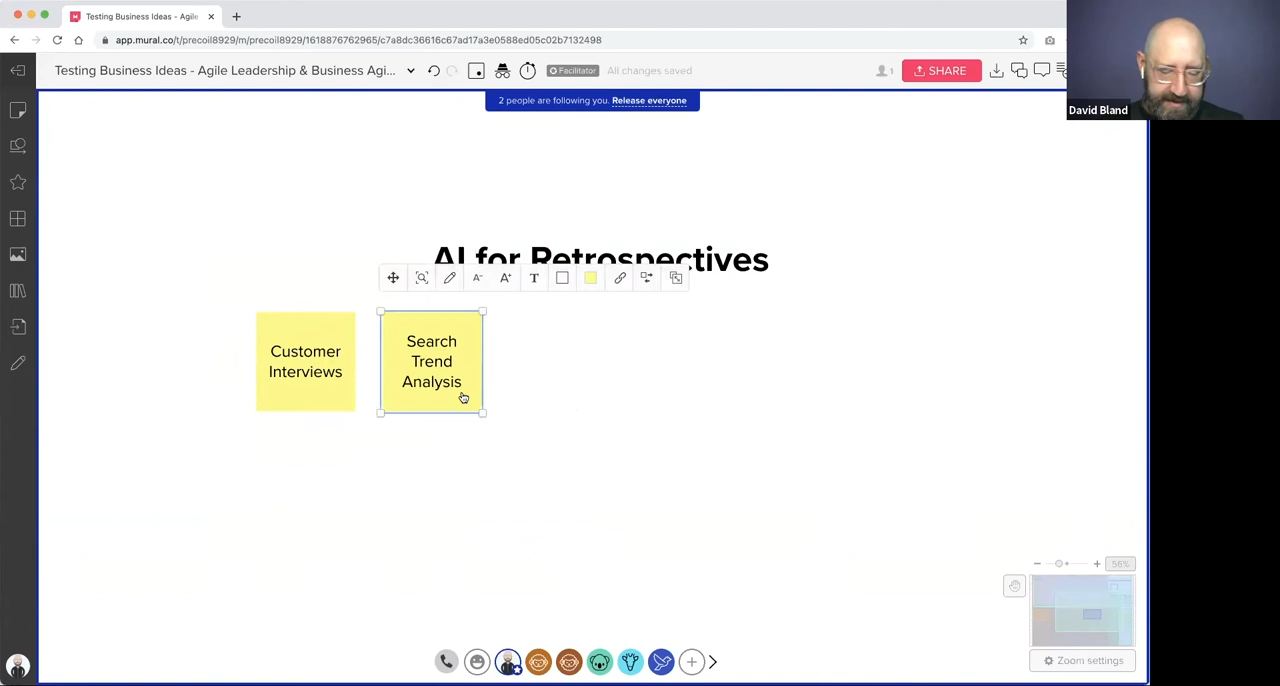 Testing Business Ideas - Agile
app.mural.co/t/precoil8929/m/precoil8929/1618876762965/c7a8dc36616c67ad17a3e0588ed05c02b7132498
Testing Business Ideas - Agile Leadership & Business Agi...
Facilitator
All changes saved
1
SHARE
David Bland
2 people are following you. Release everyone
AI for Retrospectives
A-
A+
T
Customer
Interviews
Search
Trend
Analysis
56%
Zoom settings